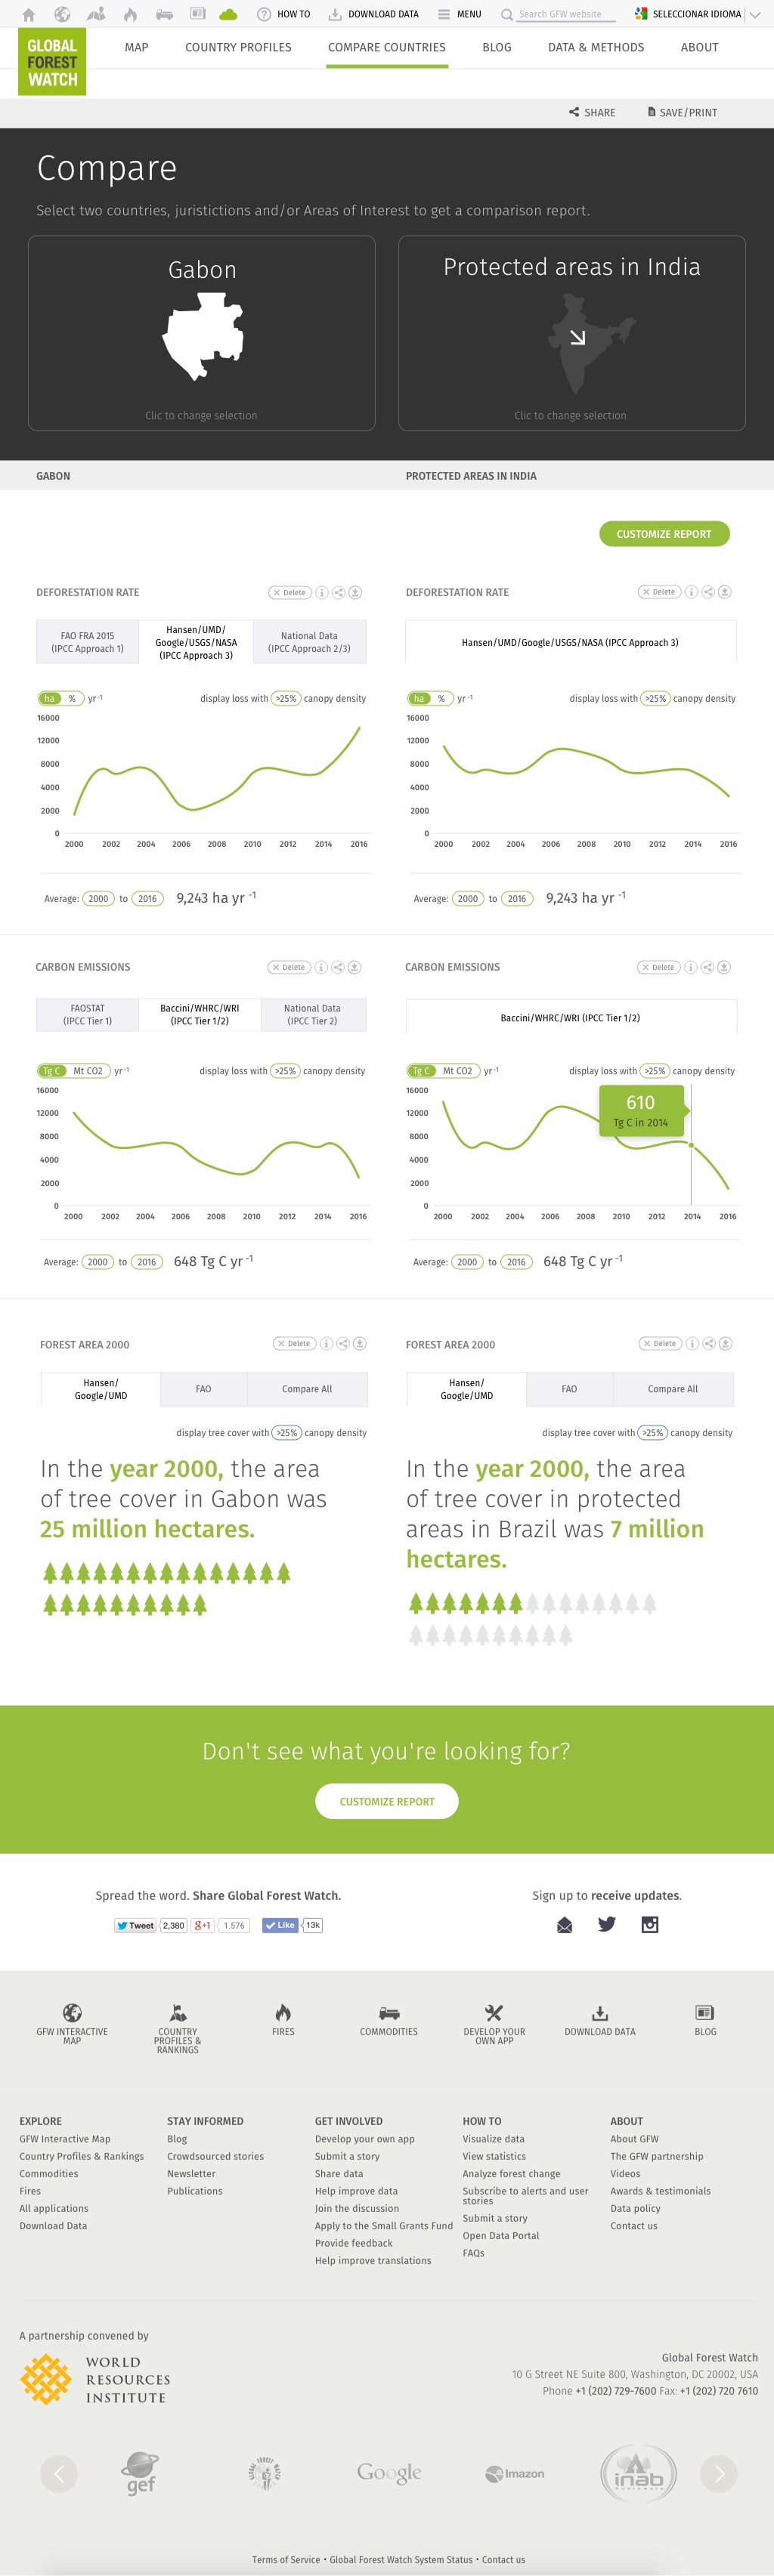 HOW TO
DOWNLOAD DATA
MENU
Search GFW website
SELECCIONAR IDIOMA
GLOBAL
FOREST
WATCH
MAP
COUNTRY PROFILES
COMPARE COUNTRIES
BLOG
DATA & METHODS
ABOUT
SHARE
SAVE/PRINT
Compare
Select two countries, juristictions and/or Areas of Interest to get a comparison report.
Gabon
Clic to change selection
Protected areas in India
Clic to change selection
GABON
PROTECTED AREAS IN INDIA
CUSTOMIZE REPORT
DEFORESTATION RATE
Delete
FAO FRA 2015
(IPCC Approach 1)
Hansen/UMD/
Google/USGS/NASA
(IPCC Approach 3)
National Data
(IPCC Approach 2/3)
ha % yr -1
display loss with >25% canopy density
16000
12000
8000
4000
2000
0
2000 2002 2004 2006 2008 2010 2012 2014 2016
Average: 2000 to 2016 9,243 ha yr -1
DEFORESTATION RATE
Delete
Hansen/UMD/Google/USGS/NASA (IPCC Approach 3)
ha % yr -1
display loss with >25% canopy density
16000
12000
8000
4000
2000
0
2000 2002 2004 2006 2008 2010 2012 2014 2016
Average: 2000 to 2016 9,243 ha yr -1
CARBON EMISSIONS
Delete
FAOSTAT
(IPCC Tier 1)
Baccini/WHRC/WRI
(IPCC Tier 1/2)
National Data
(IPCC Tier 2)
Tg C Mt CO2 yr -1
display loss with >25% canopy density
16000
12000
8000
4000
2000
0
2000 2002 2004 2006 2008 2010 2012 2014 2016
Average: 2000 to 2016 648 Tg C yr -1
CARBON EMISSIONS
Delete
Baccini/WHRC/WRI (IPCC Tier 1/2)
Tg C Mt CO2 yr -1
display loss with >25% canopy density
16000
12000
8000
4000
2000
0
610
Tg C in 2014
2000 2002 2004 2006 2008 2010 2012 2014 2016
Average: 2000 to 2016 648 Tg C yr -1
FOREST AREA 2000
Delete
Hansen/
Google/UMD
FAO
Compare All
display tree cover with >25% canopy density
In the year 2000, the area
of tree cover in Gabon was
25 million hectares.
FOREST AREA 2000
Delete
Hansen/
Google/UMD
FAO
Compare All
display tree cover with >25% canopy density
In the year 2000, the area
of tree cover in protected
areas in Brazil was 7 million
hectares.
Don't see what you're looking for?
CUSTOMIZE REPORT
Spread the word. Share Global Forest Watch.
Tweet 2,380 g+1 1.576 Like 13k
Sign up to receive updates.
GFW INTERACTIVE
MAP
COUNTRY
PROFILES &
RANKINGS
FIRES
COMMODITIES
DEVELOP YOUR
OWN APP
DOWNLOAD DATA
BLOG
EXPLORE
GFW Interactive Map
Country Profiles & Rankings
Commodities
Fires
All applications
Download Data
STAY INFORMED
Blog
Crowdsourced stories
Newsletter
Publications
GET INVOLVED
Develop your own app
Submit a story
Share data
Help improve data
Join the discussion
Apply to the Small Grants Fund
Provide feedback
Help improve translations
HOW TO
Visualize data
View statistics
Analyze forest change
Subscribe to alerts and user
stories
Submit a story
Open Data Portal
FAQs
ABOUT
About GFW
The GFW partnership
Videos
Awards & testimonials
Data policy
Contact us
A partnership convened by
WORLD
RESOURCES
INSTITUTE
Global Forest Watch
10 G Street NE Suite 800, Washington, DC 20002, USA
Phone +1 (202) 729-7600 Fax: +1 (202) 720 7610
gef
Google
Imazon
inab
Terms of Service • Global Forest Watch System Status • Contact us